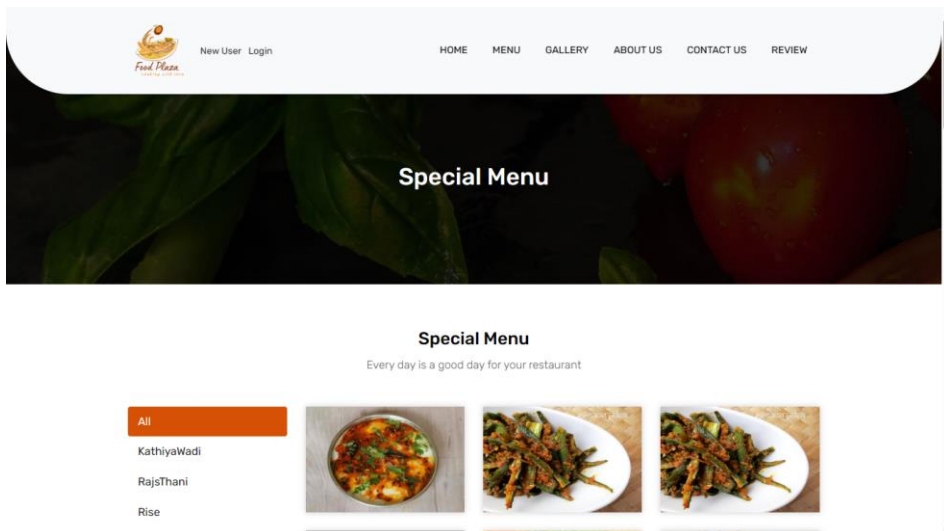 Food Plaza
New User Login
HOME MENU GALLERY ABOUT US CONTACT US REVIEW
Special Menu
Special Menu
Every day is a good day for your restaurant
All
KathiyaWadi
RajsThani
Rise